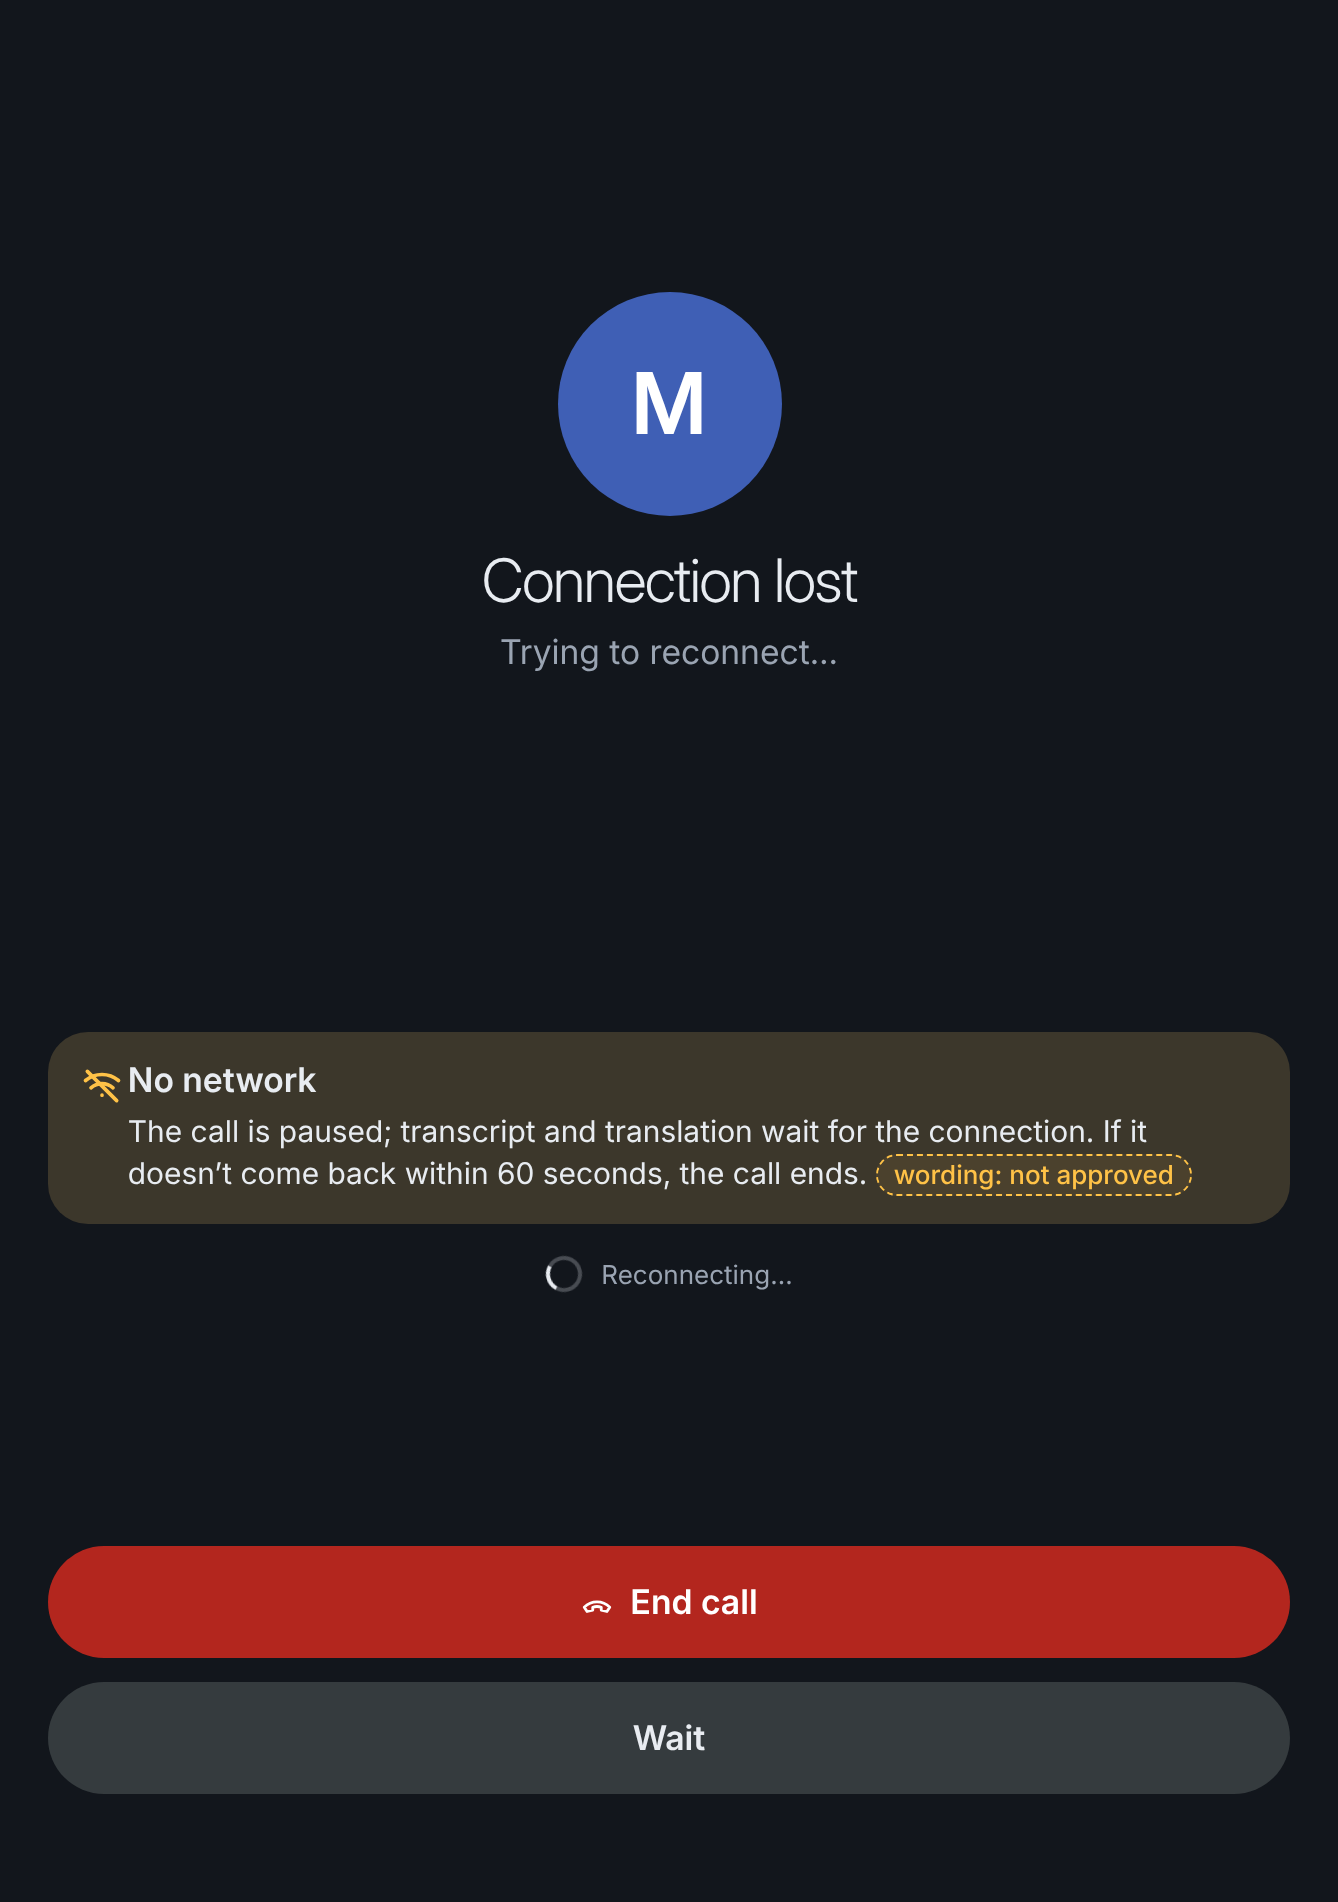 M
Connection lost
Trying to reconnect...
No network
The call is paused; transcript and translation wait for the connection. If it
doesn’t come back within 60 seconds, the call ends. wording: not approved
Reconnecting...
End call
Wait